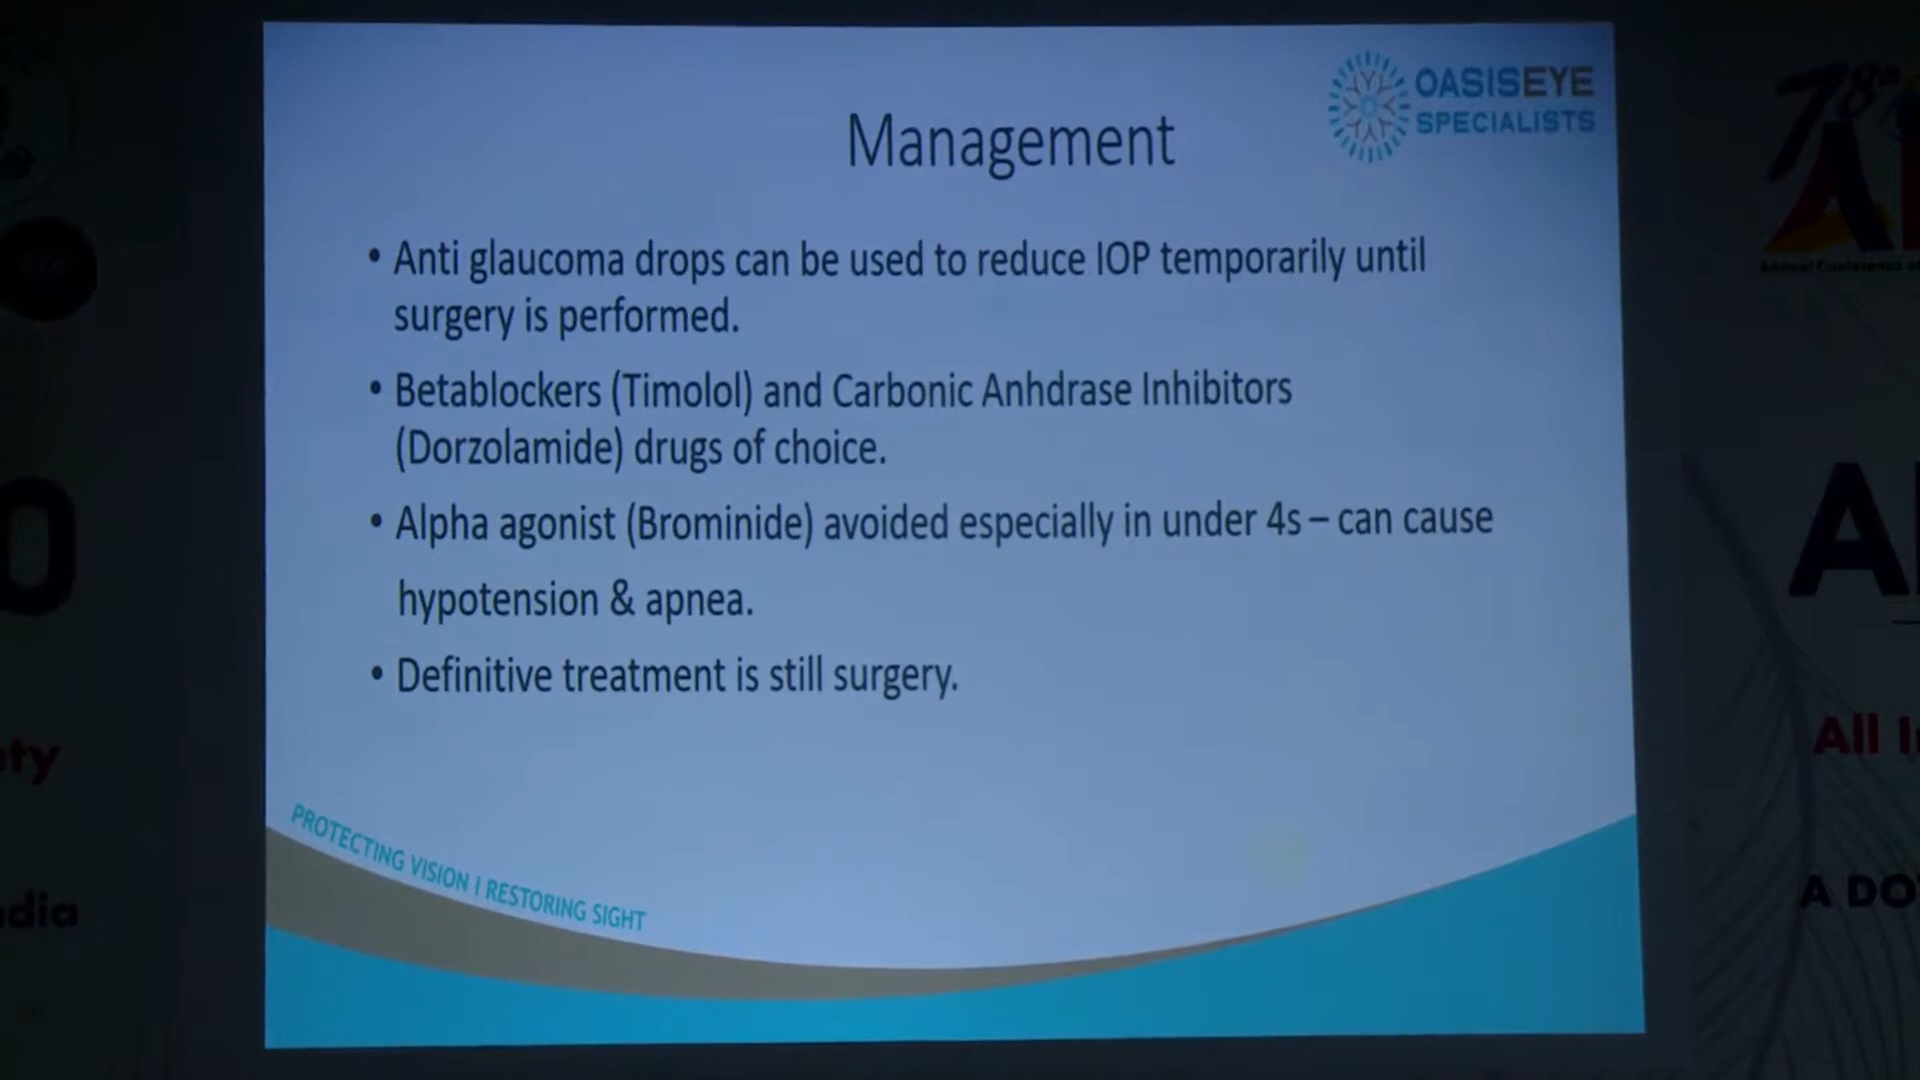 OASISEYE
SPECIALISTS
Management
• Anti glaucoma drops can be used to reduce IOP temporarily until
surgery is performed.
• Betablockers (Timolol) and Carbonic Anhdrase Inhibitors
(Dorzolamide) drugs of choice.
• Alpha agonist (Brominide) avoided especially in under 4s – can cause
hypotension & apnea.
• Definitive treatment is still surgery.
PROTECTING VISION I RESTORING SIGHT
78
All I
A DO